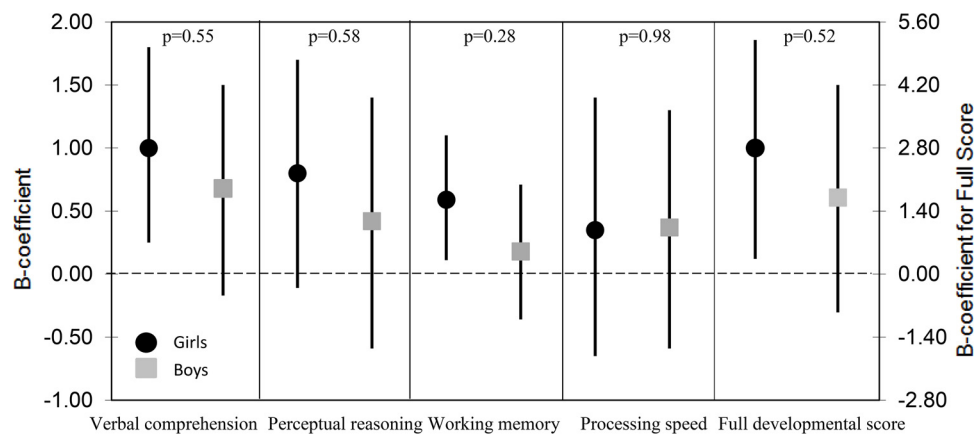 2.00
1.50
1.00
0.50
0.00
-0.50
-1.00
B-coefficient
p=0.55
p=0.58
p=0.28
p=0.98
p=0.52
5.60
4.20
2.80
1.40
0.00
-1.40
-2.80
B-coefficient for Full Score
Girls
Boys
Verbal comprehension
Perceptual reasoning
Working memory
Processing speed
Full developmental score